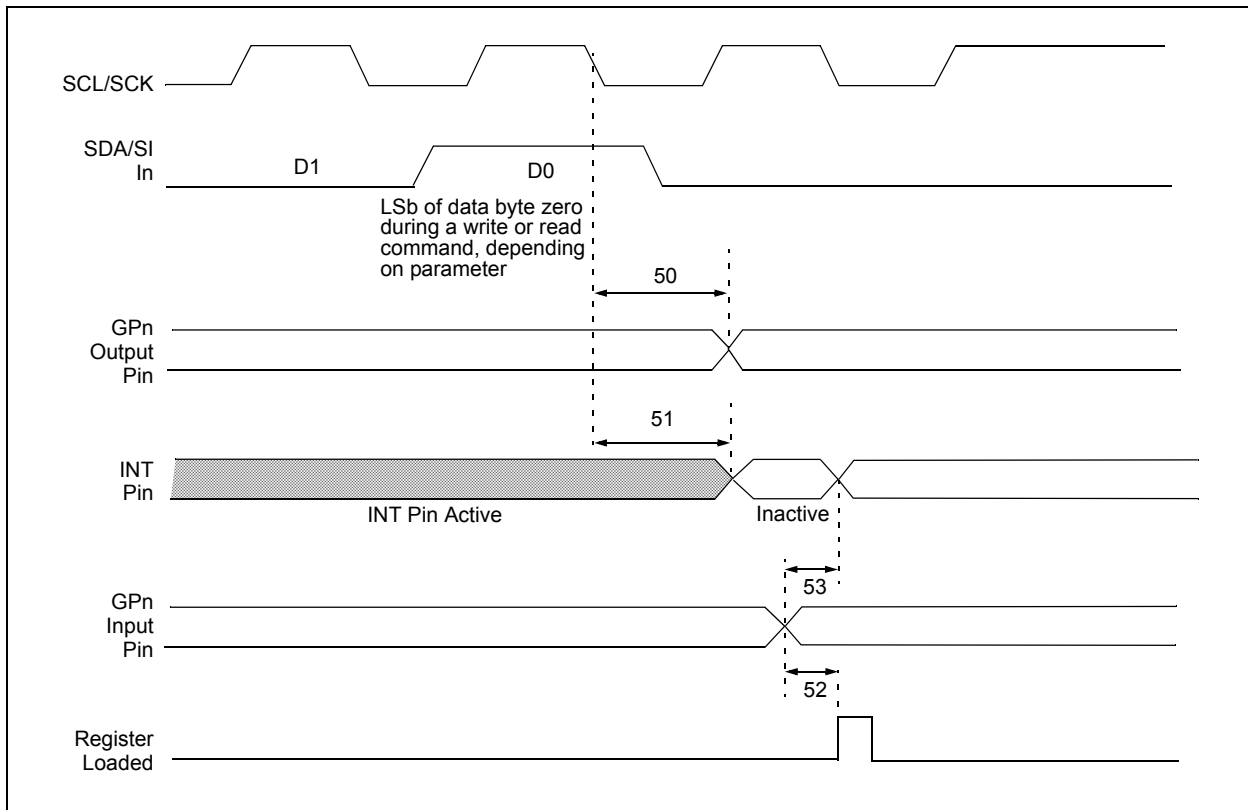 SCL/SCK
SDA/SI
In
D1
D0
LSb of data byte zero
during a write or read
command, depending
on parameter
50
GPn
Output
Pin
51
INT
Pin
INT Pin Active
Inactive
53
GPn
Input
Pin
52
Register
Loaded